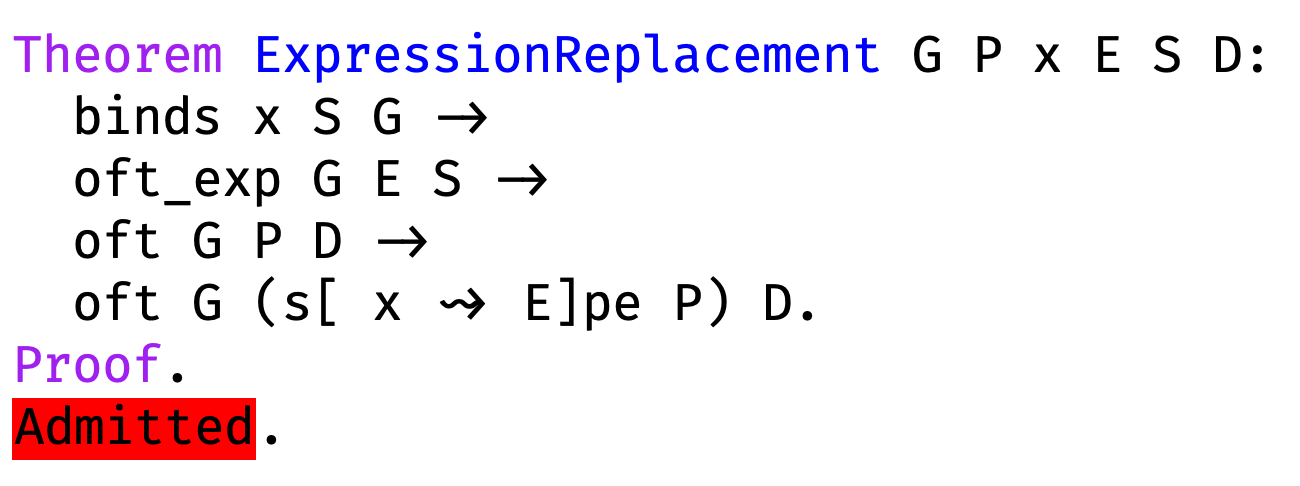 Theorem ExpressionReplacement G P x E S D:
binds x S G →
oft_exp G E S →
oft G P D →
oft G (s[ x ⇝ E]pe P) D.
Proof.
Admitted.